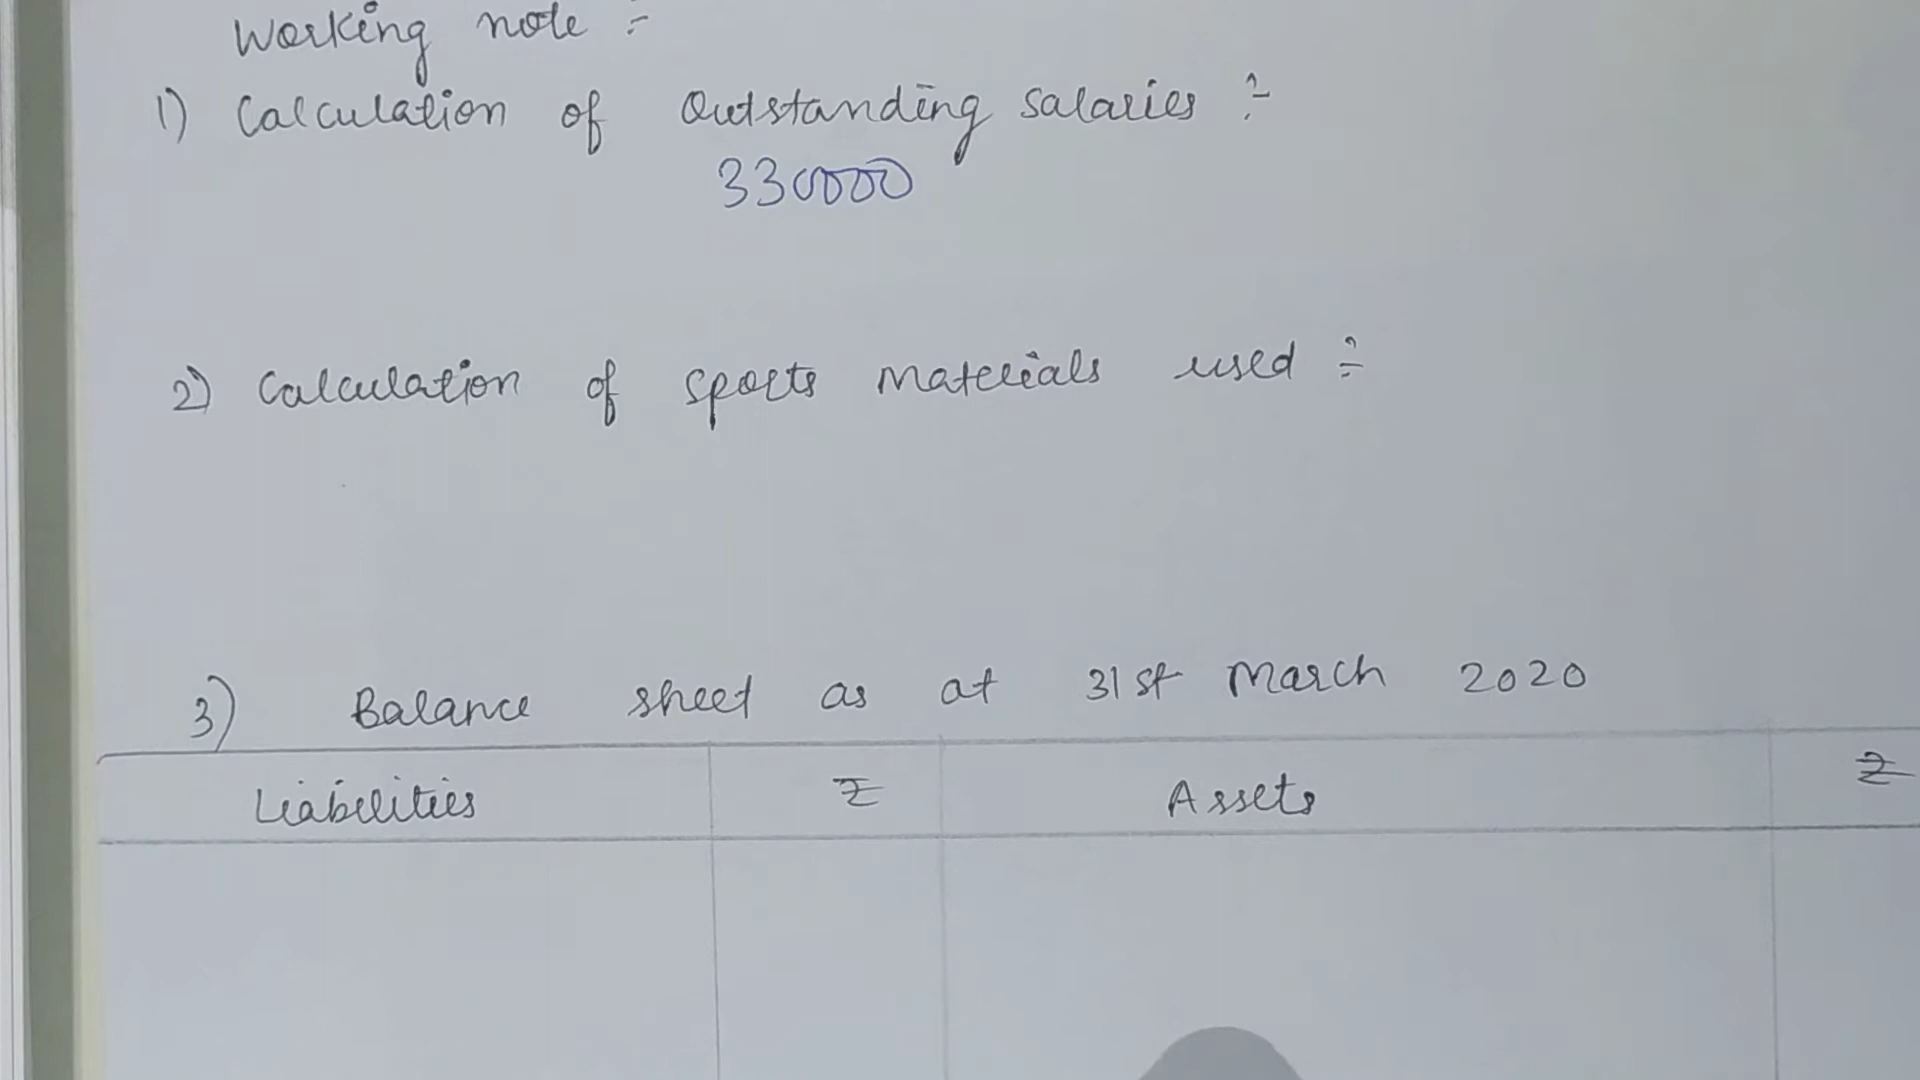 Working note :-
1) Calculation of Outstanding salaries :-
330000
2) Calculation of sports Materials used :-
3) Balance sheet as at 31st March 2020
Liabilities ₹ Assets ₹